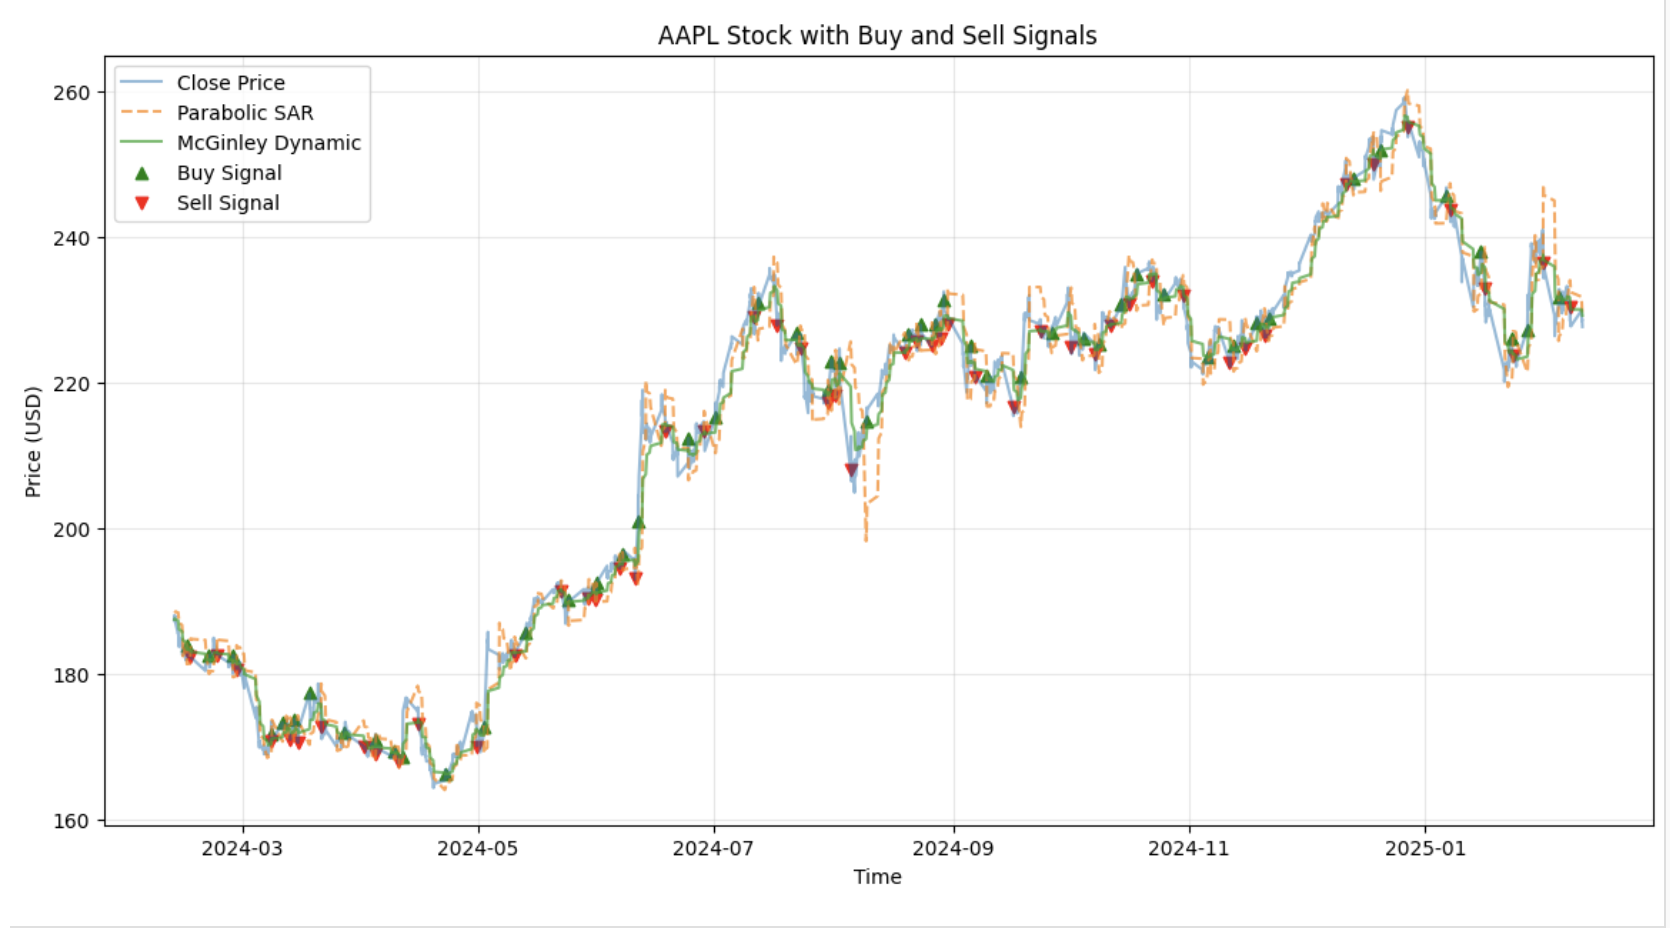 AAPL Stock with Buy and Sell Signals
Close Price
Parabolic SAR
McGinley Dynamic
Buy Signal
Sell Signal
260
240
220
200
180
160
Price (USD)
2024-03
2024-05
2024-07
2024-09
2024-11
2025-01
Time